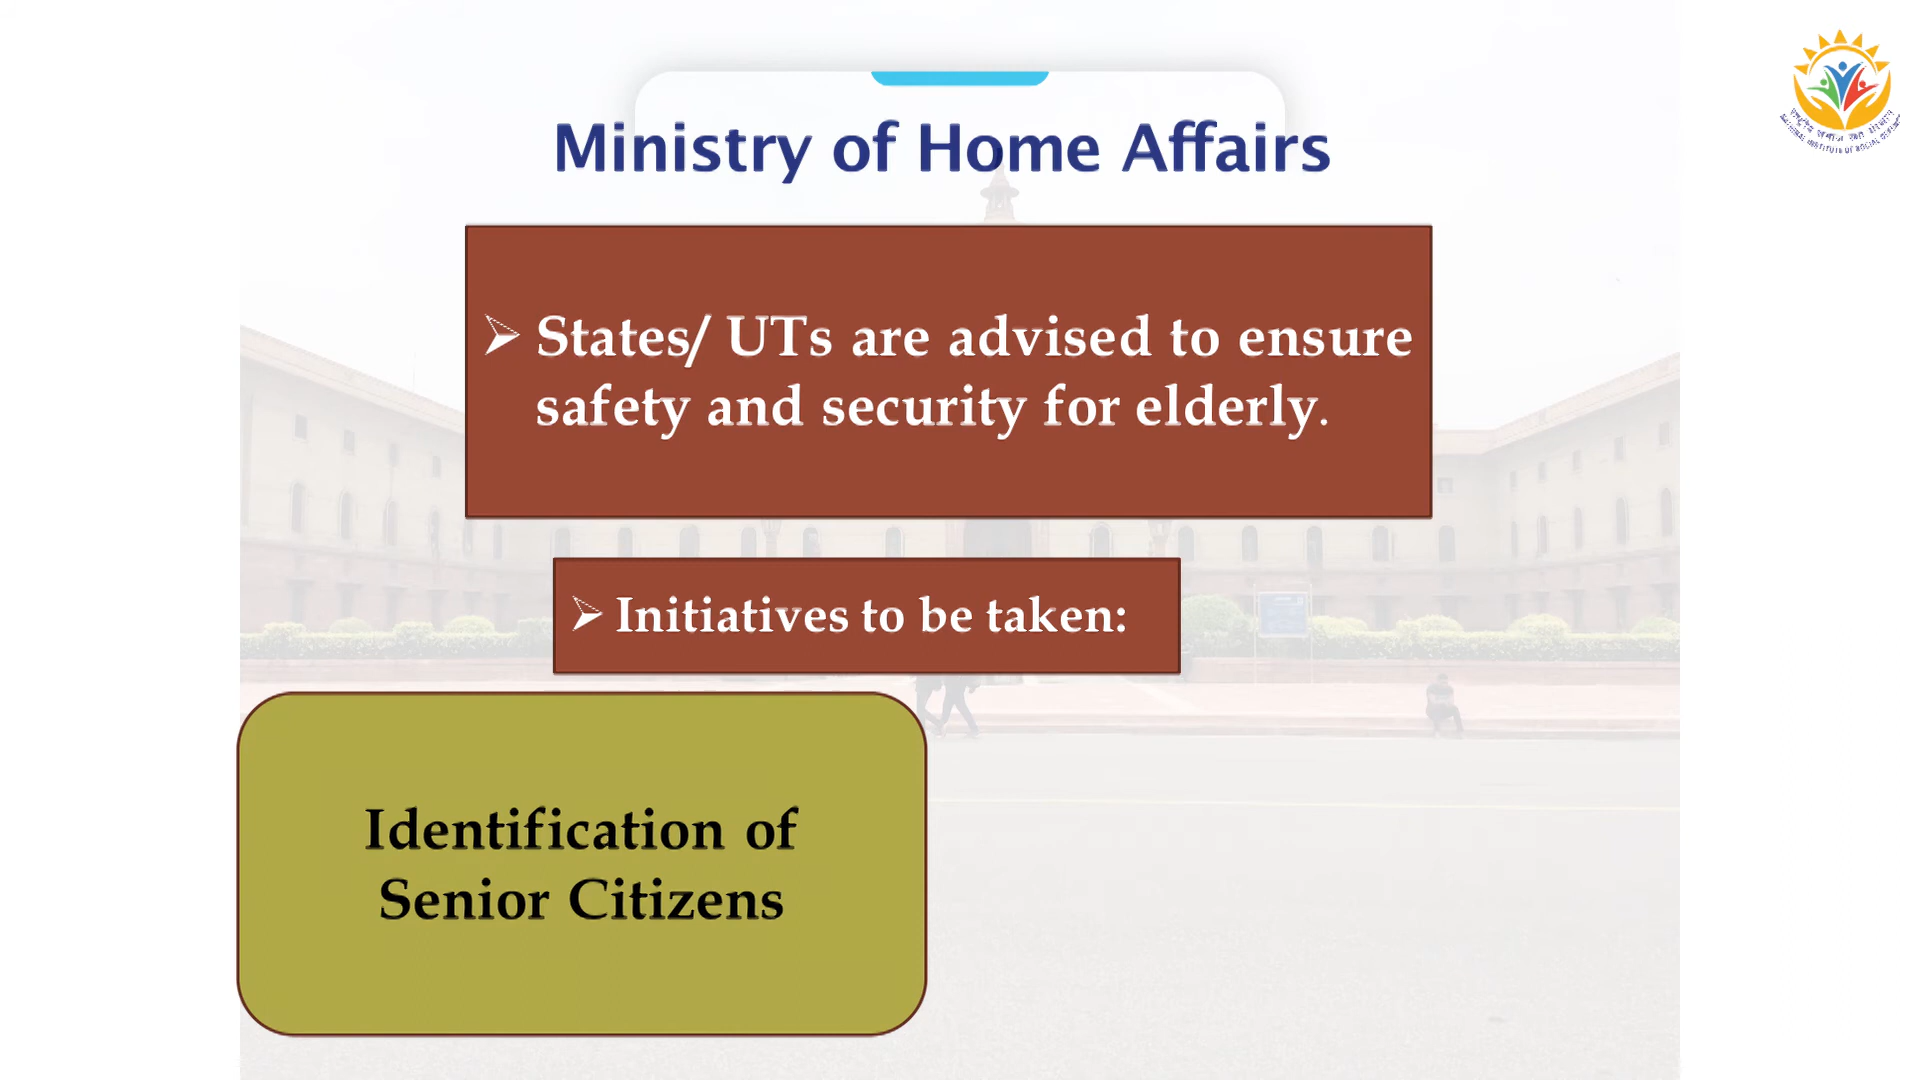 Ministry of Home Affairs
States/ UTs are advised to ensure
safety and security for elderly.
Initiatives to be taken:
Identification of
Senior Citizens